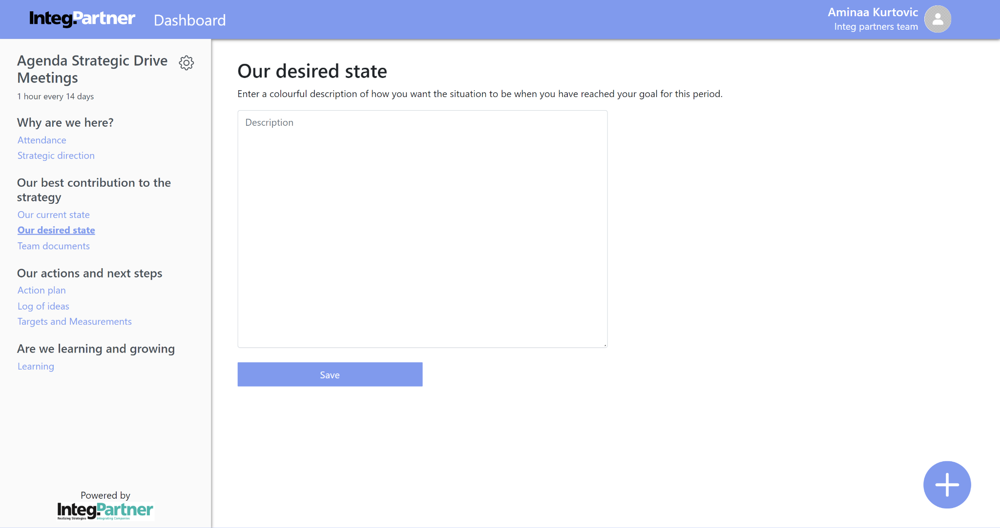 Integ.Partner
Dashboard
Aminaa Kurtovic
Integ partners team
Agenda Strategic Drive
Meetings
1 hour every 14 days
Why are we here?
Attendance
Strategic direction
Our best contribution to the
strategy
Our current state
Our desired state
Team documents
Our actions and next steps
Action plan
Log of ideas
Targets and Measurements
Are we learning and growing
Learning
Powered by
Integ.Partner
Realizing Strategies Integrating Companies
Our desired state
Enter a colourful description of how you want the situation to be when you have reached your goal for this period.
Description
Save